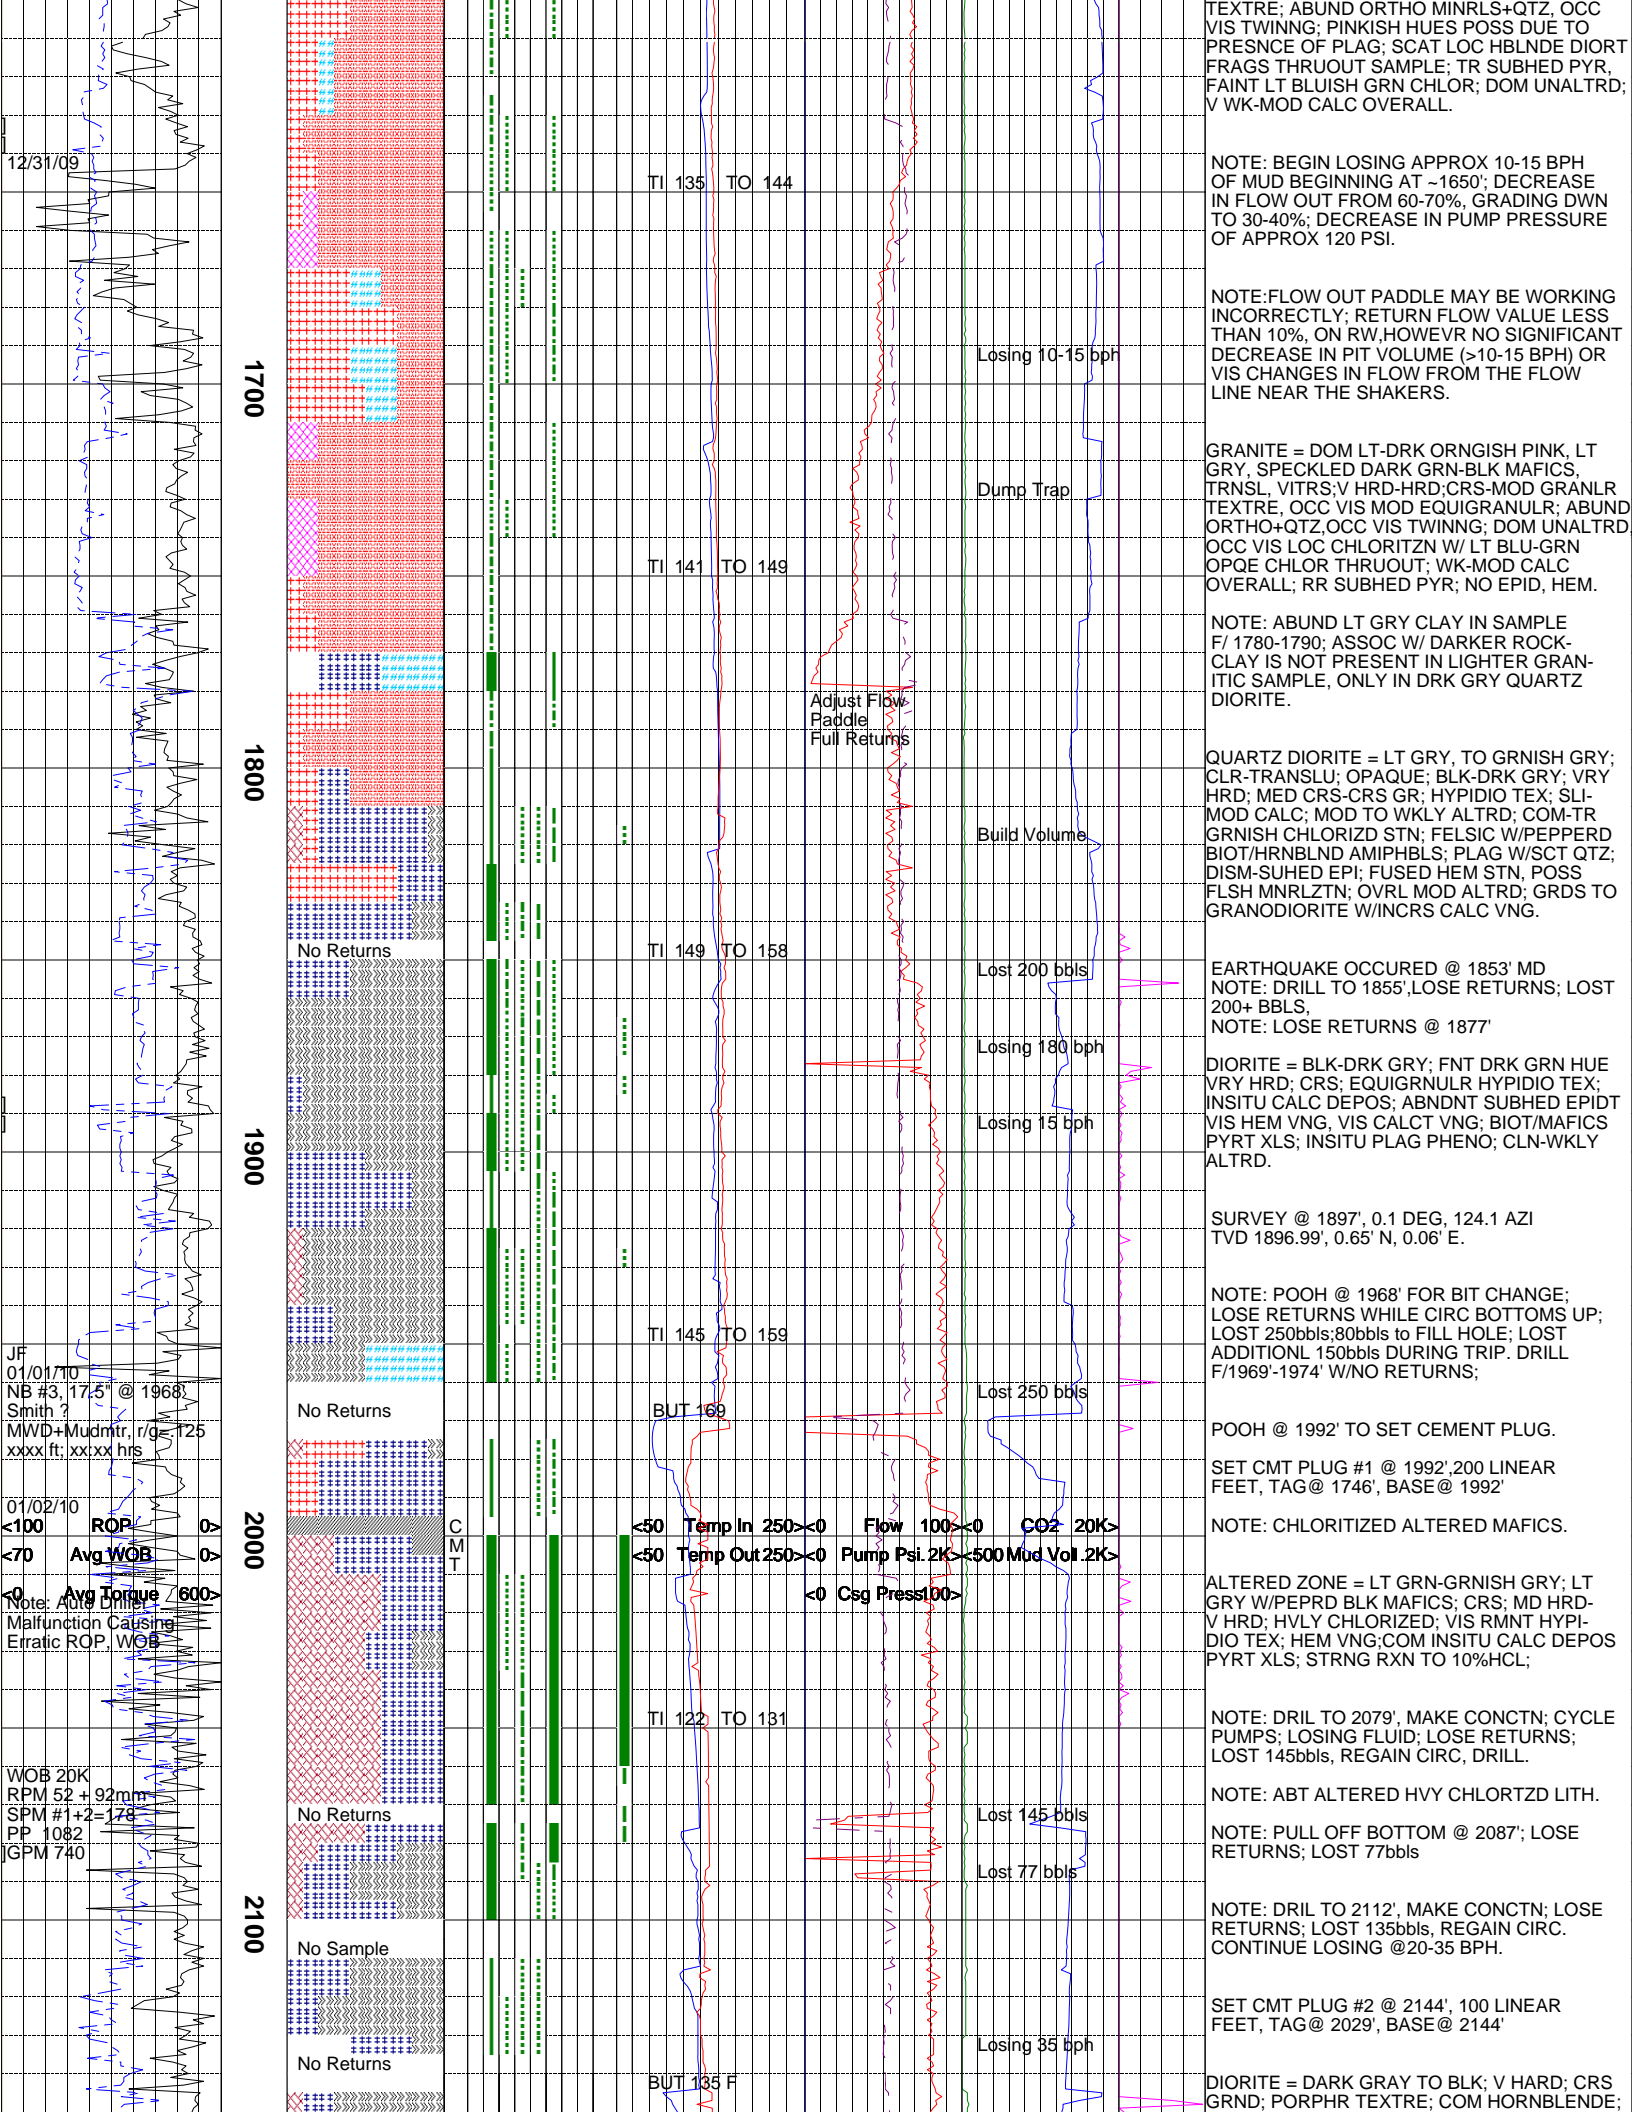 TEXTRE; ABUND ORTHO MINRLS+QTZ, OCC
VIS TWINNG; PINKISH HUES POSS DUE TO
PRESNCE OF PLAG; SCAT LOC HBLNDE DIORT
FRAGS THRUOUT SAMPLE; TR SUBHED PYR,
FAINT LT BLUISH GRN CHLOR; DOM UNALTRD;
V WK-MOD CALC OVERALL.
12/31/09
TI 135 TO 144
NOTE: BEGIN LOSING APPROX 10-15 BPH
OF MUD BEGINNING AT ~1650'; DECREASE
IN FLOW OUT FROM 60-70%, GRADING DWN
TO 30-40%; DECREASE IN PUMP PRESSURE
OF APPROX 120 PSI.
NOTE:FLOW OUT PADDLE MAY BE WORKING
INCORRECTLY; RETURN FLOW VALUE LESS
THAN 10%, ON RW,HOWEVR NO SIGNIFICANT
DECREASE IN PIT VOLUME (>10-15 BPH) OR
VIS CHANGES IN FLOW FROM THE FLOW
LINE NEAR THE SHAKERS.
Losing 10-15 bph
1700
GRANITE = DOM LT-DRK ORNGISH PINK, LT
GRY, SPECKLED DARK GRN-BLK MAFICS,
TRNSL, VITRS;V HRD-HRD;CRS-MOD GRANLR
TEXTRE, OCC VIS MOD EQUIGRANULR; ABUND
ORTHO+QTZ,OCC VIS TWINNG; DOM UNALTRD,
OCC VIS LOC CHLORITZN W/ LT BLU-GRN
OPQE CHLOR THRUOUT; WK-MOD CALC
OVERALL; RR SUBHED PYR; NO EPID, HEM.
Dump Trap
TI 141 TO 149
NOTE: ABUND LT GRY CLAY IN SAMPLE
F/ 1780-1790; ASSOC W/ DARKER ROCK-
CLAY IS NOT PRESENT IN LIGHTER GRAN-
ITIC SAMPLE, ONLY IN DRK GRY QUARTZ
DIORITE.
Adjust Flow
Paddle
Full Returns
1800
QUARTZ DIORITE = LT GRY, TO GRNISH GRY;
CLR-TRANSLU; OPAQUE; BLK-DRK GRY; VRY
HRD; MED CRS-CRS GR; HYPIDIO TEX; SLI-
MOD CALC; MOD TO WKLY ALTRD; COM-TR
GRNISH CHLORIZD STN; FELSIC W/PEPPERD
BIOT/HRNBLND AMIPHBLS; PLAG W/SCT QTZ;
DISM-SUHED EPI; FUSED HEM STN, POSS
FLSH MNRLZTN; OVRL MOD ALTRD; GRDS TO
GRANODIORITE W/INCRS CALC VNG.
Build Volume
No Returns
TI 149 TO 158
Lost 200 bbls
EARTHQUAKE OCCURED @ 1853' MD
NOTE: DRILL TO 1855',LOSE RETURNS; LOST
200+ BBLS,
NOTE: LOSE RETURNS @ 1877'
Losing 180 bph
DIORITE = BLK-DRK GRY; FNT DRK GRN HUE
VRY HRD; CRS; EQUIGRNULR HYPIDIO TEX;
INSITU CALC DEPOS; ABNDNT SUBHED EPIDT
VIS HEM VNG, VIS CALCT VNG; BIOT/MAFICS
PYRT XLS; INSITU PLAG PHENO; CLN-WKLY
ALTRD.
Losing 15 bph
1900
SURVEY @ 1897', 0.1 DEG, 124.1 AZI
TVD 1896.99', 0.65' N, 0.06' E.
NOTE: POOH @ 1968' FOR BIT CHANGE;
LOSE RETURNS WHILE CIRC BOTTOMS UP;
LOST 250bbls;80bbls to FILL HOLE; LOST
ADDITIONL 150bbls DURING TRIP. DRILL
F/1969'-1974' W/NO RETURNS;
TI 145 TO 159
JF
01/01/10
NB #3, 17.5" @ 1968'
Smith ?
MWD+Mudmtr, r/g=.125
xxxx ft; xx:xx hrs
Lost 250 bbls
No Returns
BUT 169
POOH @ 1992' TO SET CEMENT PLUG.
SET CMT PLUG #1 @ 1992',200 LINEAR
FEET, TAG@ 1746', BASE@ 1992'
01/02/10
2000
<100 ROP 0>
<70 Avg WOB 0>
<0 Avg Torque 600>
CMT
<50 Temp In 250>
<50 Temp Out 250>
<0 Flow 100>
<0 Pump Psi .2K>
<0 Csg Press 100>
<0 CO2 20K>
<500 Mud Vol .2K>
NOTE: CHLORITIZED ALTERED MAFICS.
Note: Auto Driller
Malfunction Causing
Erratic ROP, WOB
ALTERED ZONE = LT GRN-GRNISH GRY; LT
GRY W/PEPRD BLK MAFICS; CRS; MD HRD-
V HRD; HVLY CHLORIZED; VIS RMNT HYPI-
DIO TEX; HEM VNG;COM INSITU CALC DEPOS
PYRT XLS; STRNG RXN TO 10%HCL;
TI 122 TO 131
NOTE: DRIL TO 2079', MAKE CONCTN; CYCLE
PUMPS; LOSING FLUID; LOSE RETURNS;
LOST 145bbls, REGAIN CIRC, DRILL.
WOB 20K
RPM 52 + 92mm
SPM #1+2=178
PP 1082
GPM 740
NOTE: ABT ALTERED HVY CHLORTZD LITH.
No Returns
Lost 145 bbls
NOTE: PULL OFF BOTTOM @ 2087'; LOSE
RETURNS; LOST 77bbls
Lost 77 bbls
2100
NOTE: DRIL TO 2112', MAKE CONCTN; LOSE
RETURNS; LOST 135bbls, REGAIN CIRC.
CONTINUE LOSING @20-35 BPH.
No Sample
SET CMT PLUG #2 @ 2144', 100 LINEAR
FEET, TAG@ 2029', BASE@ 2144'
Losing 35 bph
No Returns
BUT 135 F
DIORITE = DARK GRAY TO BLK; V HARD; CRS
GRND; PORPHR TEXTRE; COM HORNBLENDE;